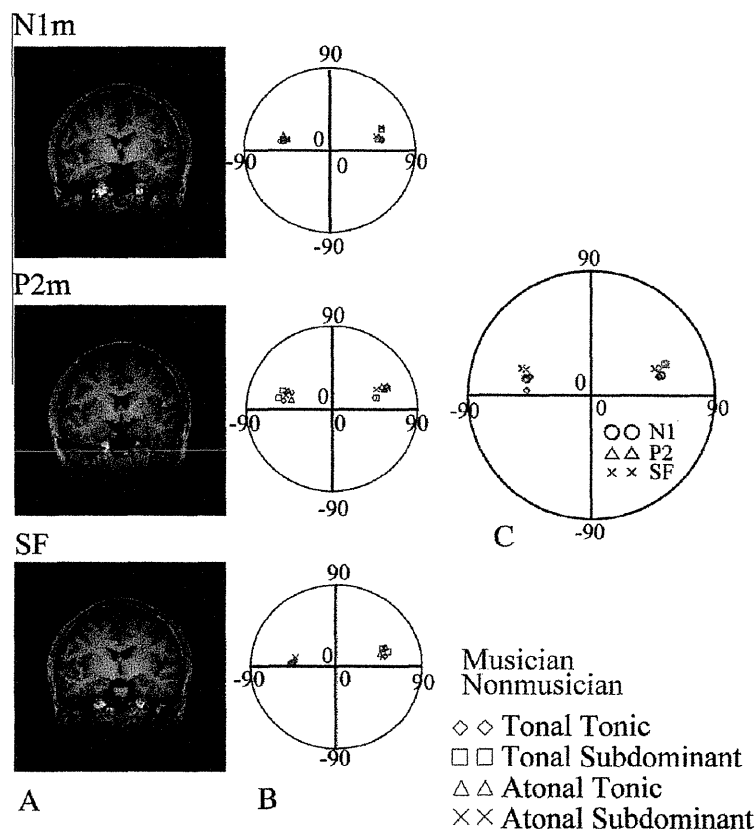 N1m
90
0
-90
0
90
-90
P2m
90
0
-90
0
90
-90
90
0
-90
0
90
N1
P2
SF
-90
C
SF
90
0
-90
0
90
-90
Musician
Nonmusician
Tonal Tonic
Tonal Subdominant
Atonal Tonic
Atonal Subdominant
A
B